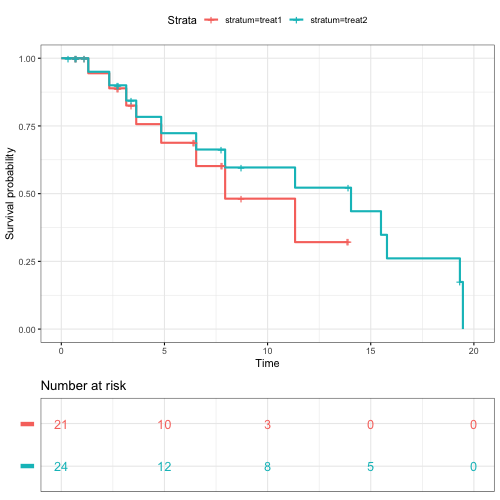 Strata stratum=treat1 stratum=treat2
Survival probability
1.00
0.75
0.50
0.25
0.00
0 5 10 15 20
Time
Number at risk
21 10 3 0 0
24 12 8 5 0